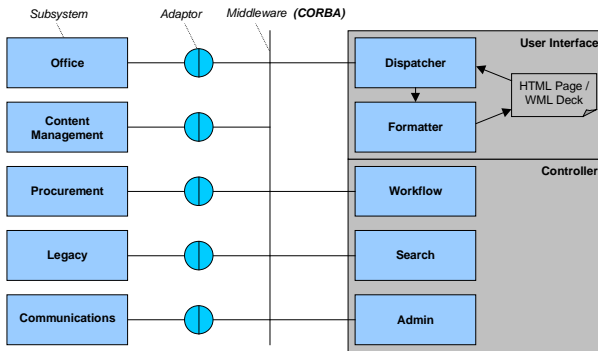 Subsystem Adaptor Middleware (CORBA)
User Interface
Office
Dispatcher
HTML Page /
WML Deck
Content
Management
Formatter
Controller
Procurement
Workflow
Legacy
Search
Communications
Admin